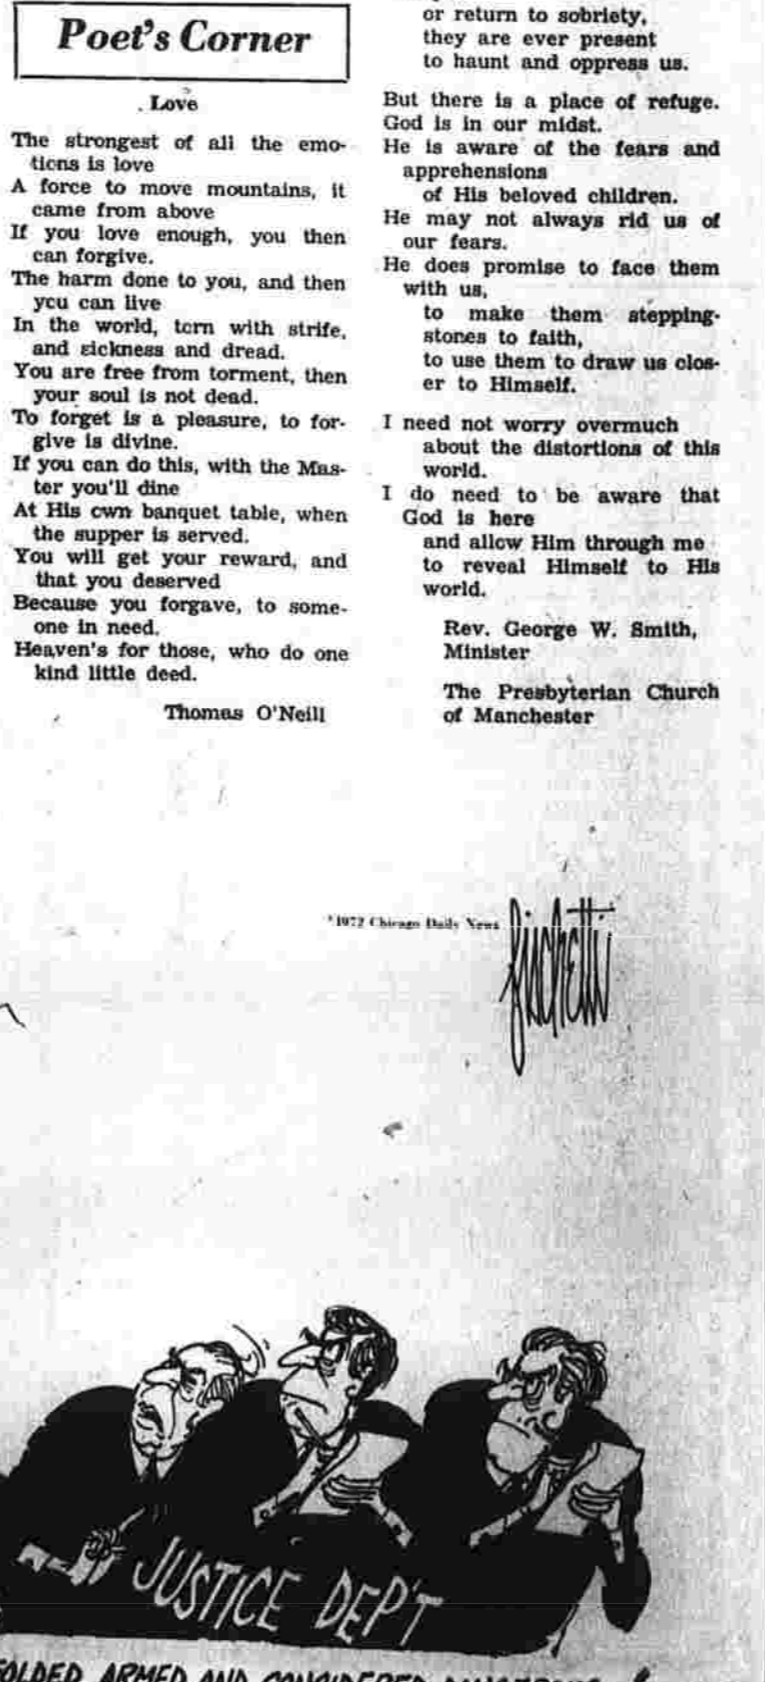 Poet's Corner
Love
The strongest of all the emo-
tions is love
A force to move mountains, it
came from above
If you love enough, you then
can forgive.
The harm done to you, and then
you can live
In the world, torn with strife,
and sickness and dread.
You are free from torment, then
your soul is not dead.
To forget is a pleasure, to for-
give is divine.
If you can do this, with the Mas-
ter you'll dine
At His own banquet table, when
the supper is served.
You will get your reward, and
that you deserved
Because you forgave, to some-
one in need.
Heaven's for those, who do one
kind little deed.
Thomas O'Neill
or return to sobriety,
they are ever present
to haunt and oppress us.
But there is a place of refuge.
God is in our midst.
He is aware of the fears and
apprehensions
of His beloved children.
He may not always rid us of
our fears.
He does promise to face them
with us,
to make them stepping-
stones to faith,
to use them to draw us clos-
er to Himself.
I need not worry overmuch
about the distortions of this
world.
I do need to be aware that
God is here
and allow Him through me
to reveal Himself to His
world.
Rev. George W. Smith,
Minister
The Presbyterian Church
of Manchester
1972 Chicago Daily News
fischetti
JUSTICE DEP'T
ARMED AND CONSIDERED